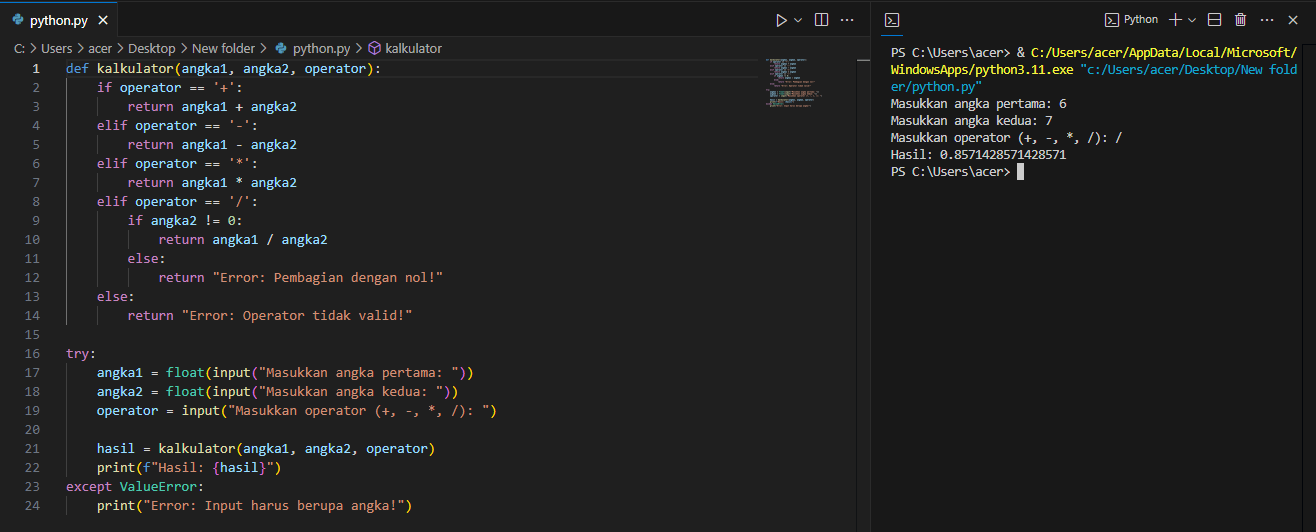 python.py
C: > Users > acer > Desktop > New folder > python.py > kalkulator
1 def kalkulator(angka1, angka2, operator):
2     if operator == '+':
3         return angka1 + angka2
4     elif operator == '-':
5         return angka1 - angka2
6     elif operator == '*':
7         return angka1 * angka2
8     elif operator == '/':
9         if angka2 != 0:
10             return angka1 / angka2
11         else:
12             return "Error: Pembagian dengan nol!"
13     else:
14         return "Error: Operator tidak valid!"
15
16 try:
17     angka1 = float(input("Masukkan angka pertama: "))
18     angka2 = float(input("Masukkan angka kedua: "))
19     operator = input("Masukkan operator (+, -, *, /): ")
20
21     hasil = kalkulator(angka1, angka2, operator)
22     print(f"Hasil: {hasil}")
23 except ValueError:
24     print("Error: Input harus berupa angka!")
Python
PS C:\Users\acer> & C:/Users/acer/AppData/Local/Microsoft/
WindowsApps/python3.11.exe "c:/Users/acer/Desktop/New fold
er/python.py"
Masukkan angka pertama: 6
Masukkan angka kedua: 7
Masukkan operator (+, -, *, /): /
Hasil: 0.8571428571428571
PS C:\Users\acer>